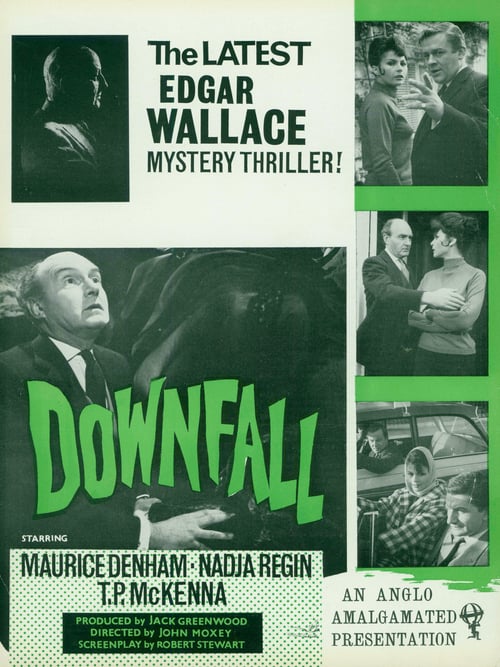 The LATEST
EDGAR
WALLACE
MYSTERY THRILLER!
DOWNFALL
STARRING
MAURICE DENHAM · NADJA REGIN
T.P. McKENNA
PRODUCED BY JACK GREENWOOD
DIRECTED BY JOHN MOXEY
SCREENPLAY BY ROBERT STEWART
AN ANGLO
AMALGAMATED
PRESENTATION